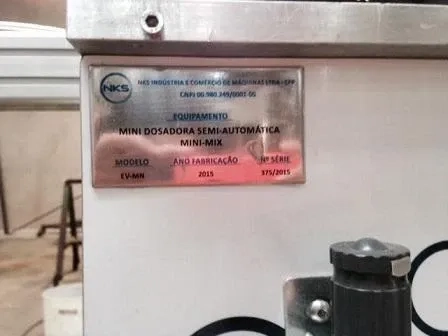 NKS
NKS INDÚSTRIA E COMÉRCIO DE MÁQUINAS LTDA - EPP
CNPJ 00.980.249/0001-05
EQUIPAMENTO
MINI DOSADORA SEMI-AUTOMÁTICA
MINI-MIX
MODELO ANO FABRICAÇÃO Nº SÉRIE
EV-MN 2015 375/2015